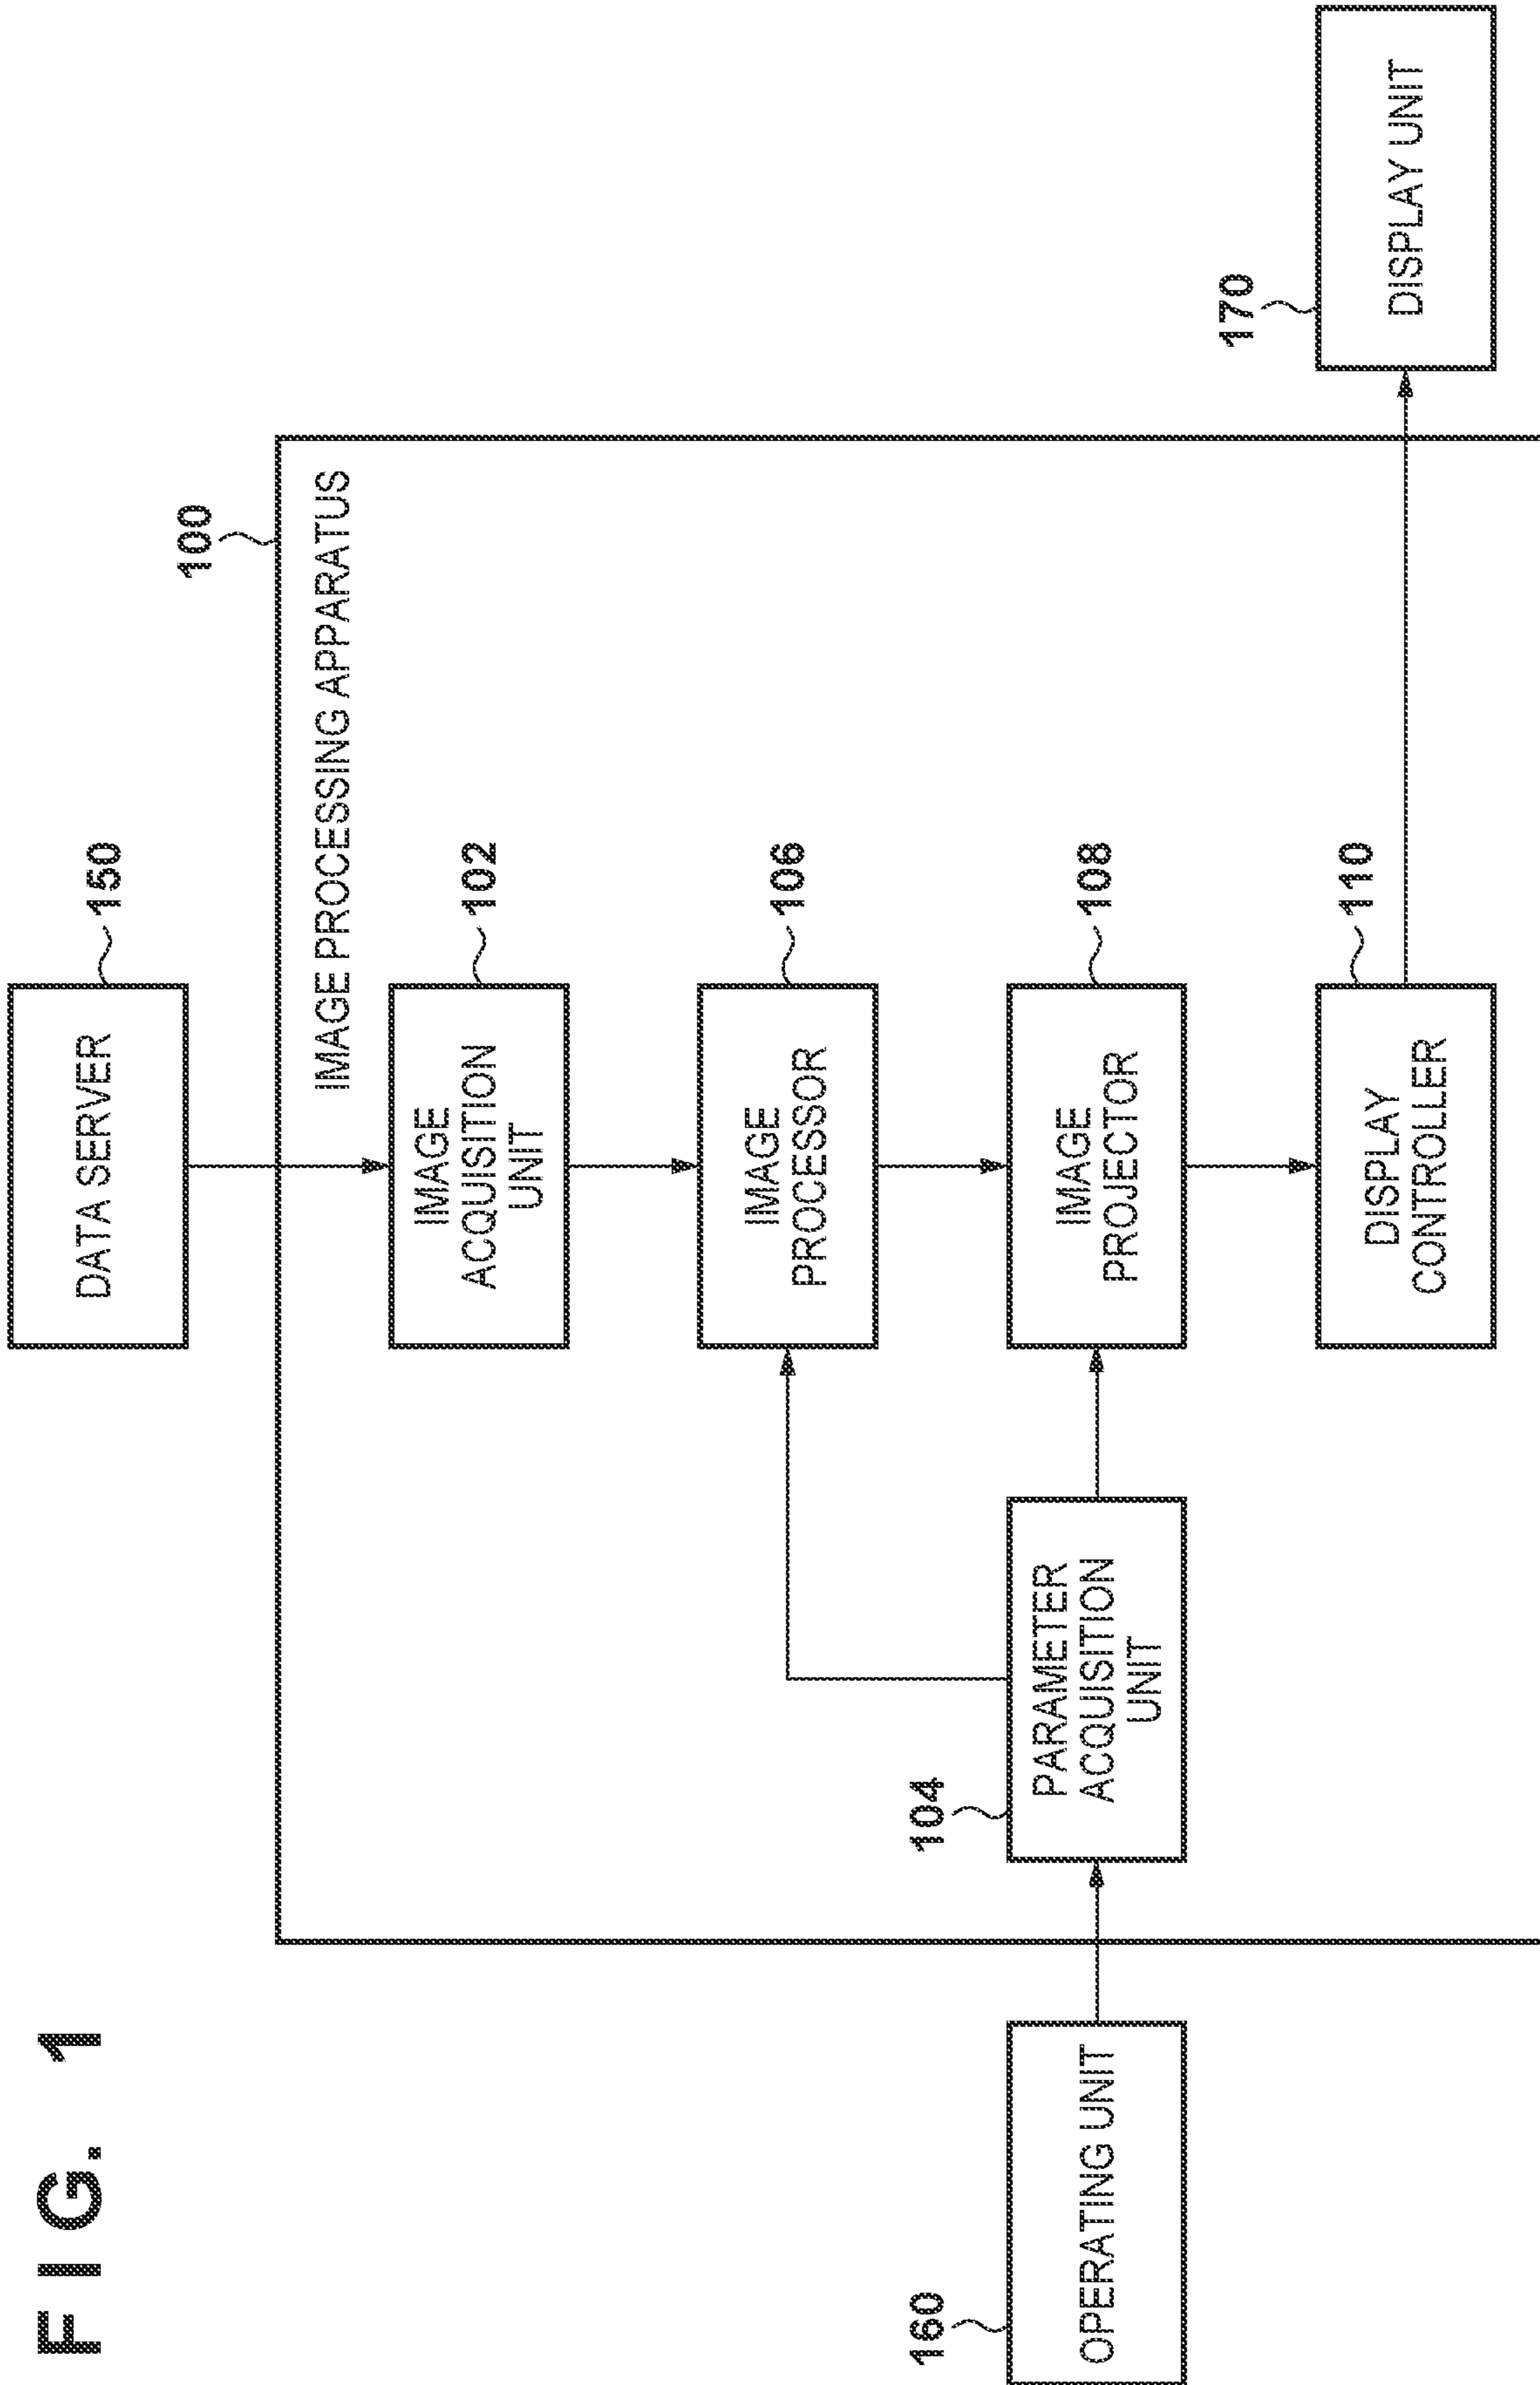 FIG. 1
DATA SERVER
150
100
IMAGE PROCESSING APPARATUS
IMAGE
ACQUISITION
UNIT
102
IMAGE
PROCESSOR
106
160
OPERATING UNIT
104
PARAMETER
ACQUISITION
UNIT
IMAGE
PROJECTOR
108
DISPLAY
CONTROLLER
110
170
DISPLAY UNIT